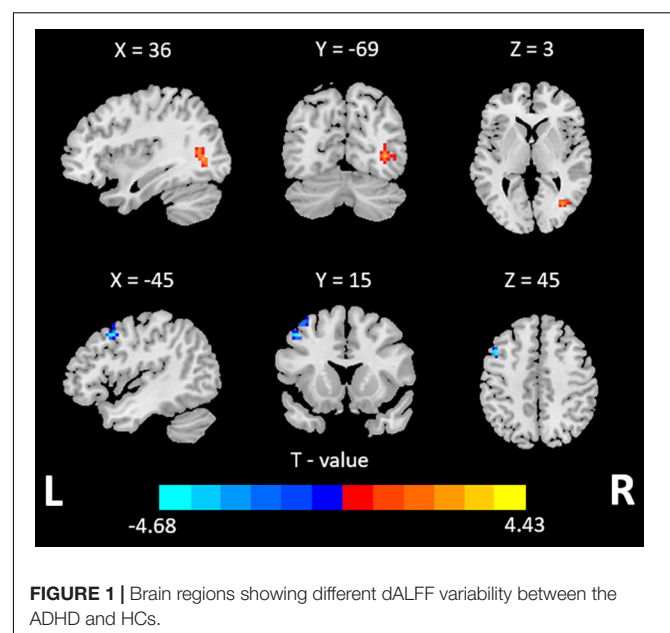 X = 36 Y = -69 Z = 3
X = -45 Y = 15 Z = 45
T - value
L R
-4.68 4.43
FIGURE 1 | Brain regions showing different dALFF variability between the
ADHD and HCs.